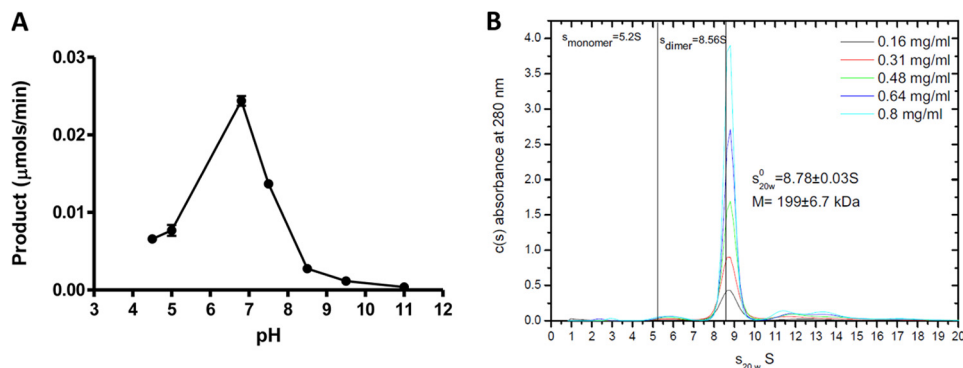 A
Product (μmols/min)
0.03
0.02
0.01
0.00
3 4 5 6 7 8 9 10 11 12
pH
B
c(s) absorbance at 280 nm
4.0
3.5
3.0
2.5
2.0
1.5
1.0
0.5
0.0
s monomer=5.2S
s dimer=8.56S
0.16 mg/ml
0.31 mg/ml
0.48 mg/ml
0.64 mg/ml
0.8 mg/ml
s⁰20w=8.78±0.03S
M= 199±6.7 kDa
0 1 2 3 4 5 6 7 8 9 10 11 12 13 14 15 16 17 18 19 20
s20,w S